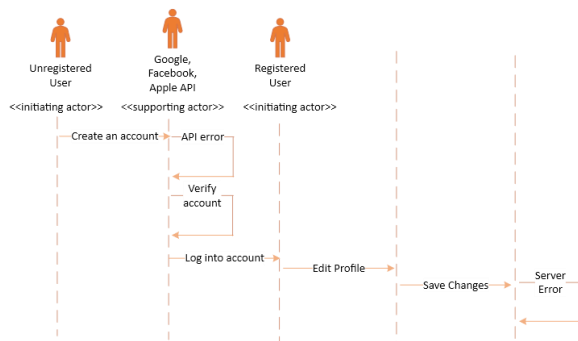 Unregistered
User
<<initiating actor>>
Google,
Facebook,
Apple API
<<supporting actor>>
Registered
User
<<initiating actor>>
Create an account
API error
Verify
account
Log into account
Edit Profile
Save Changes
Server
Error